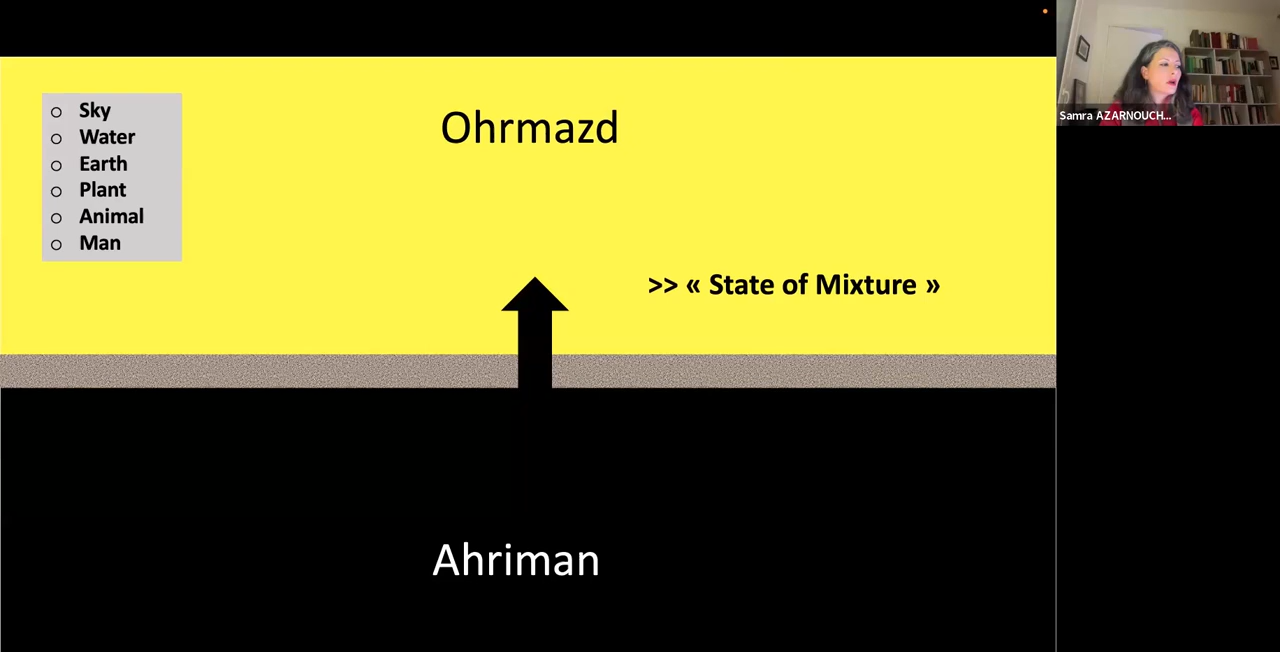 Sky
Water
Earth
Plant
Animal
Man
Ohrmazd
>> « State of Mixture »
Ahriman
Samra AZARNOUCH...